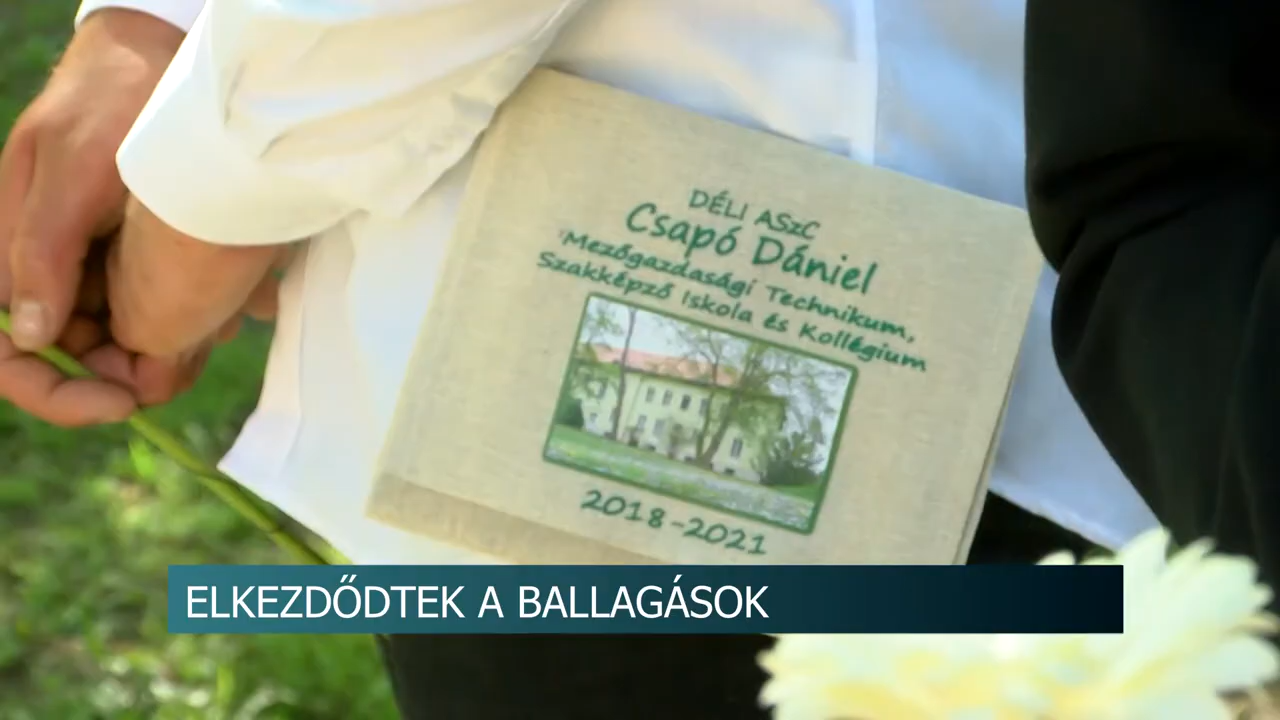 DÉLI ASzC
Csapó Dániel
Mezőgazdasági Technikum,
Szakképző Iskola és Kollégium
2018-2021
ELKEZDŐDTEK A BALLAGÁSOK